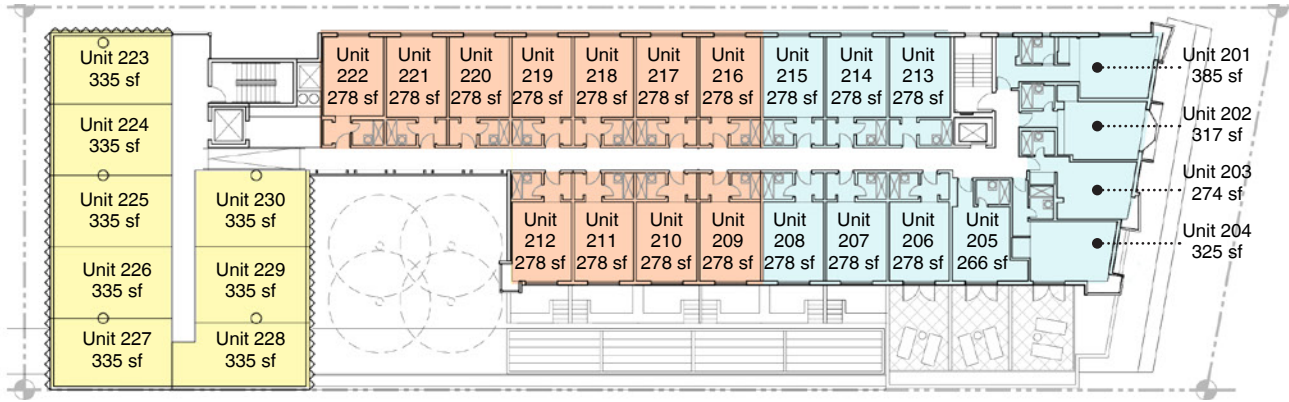 Unit 223
335 sf
Unit 224
335 sf
Unit 225
335 sf
Unit 226
335 sf
Unit 227
335 sf
Unit 230
335 sf
Unit 229
335 sf
Unit 228
335 sf
Unit
222
278 sf
Unit
221
278 sf
Unit
220
278 sf
Unit
219
278 sf
Unit
218
278 sf
Unit
217
278 sf
Unit
216
278 sf
Unit
215
278 sf
Unit
214
278 sf
Unit
213
278 sf
Unit
212
278 sf
Unit
211
278 sf
Unit
210
278 sf
Unit
209
278 sf
Unit
208
278 sf
Unit
207
278 sf
Unit
206
278 sf
Unit
205
266 sf
Unit 201
385 sf
Unit 202
317 sf
Unit 203
274 sf
Unit 204
325 sf